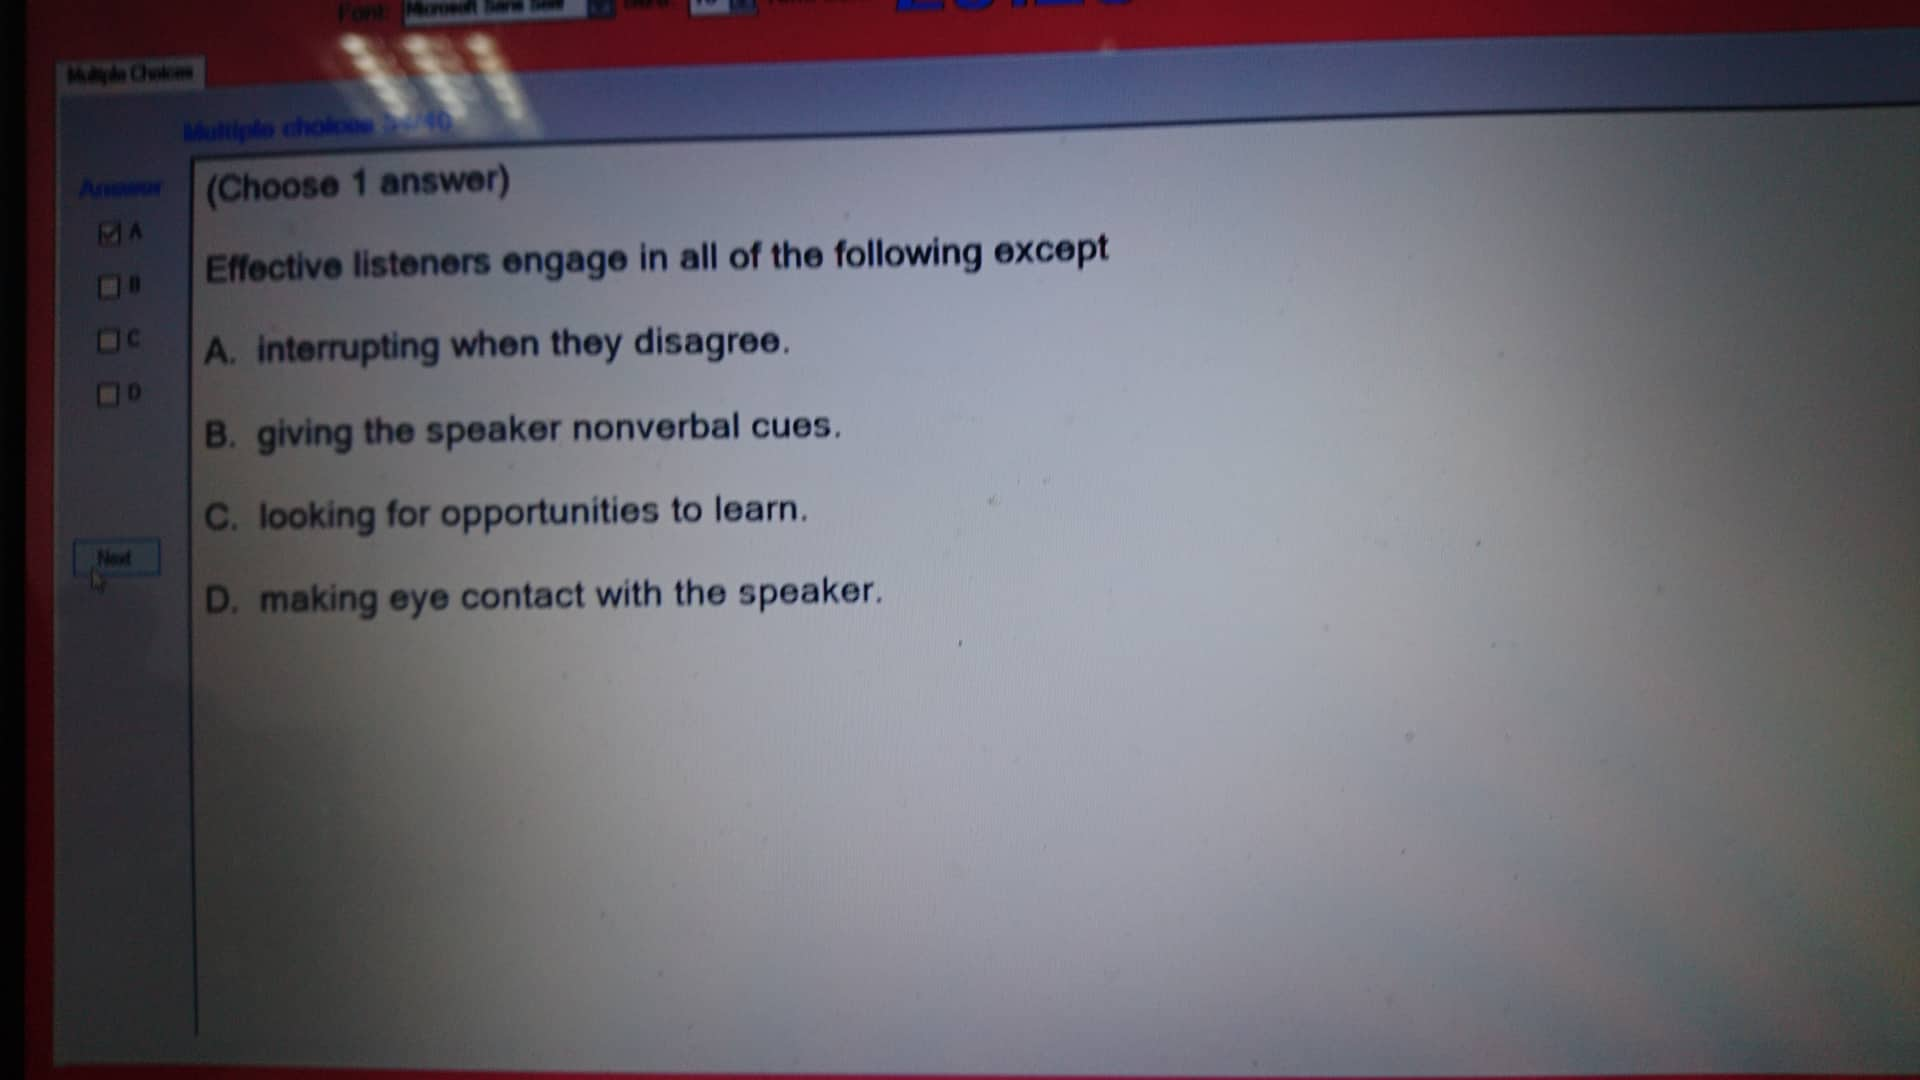 Font: Microsoft Sans Serif
Multiple Choices
Multiple choices 34/40
Answer
(Choose 1 answer)
A
Effective listeners engage in all of the following except
B
C
A. interrupting when they disagree.
D
B. giving the speaker nonverbal cues.
C. looking for opportunities to learn.
Next
D. making eye contact with the speaker.